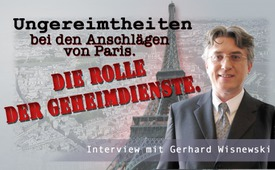 Ungereimtheiten
bei den Anschlägen
von Paris.
DIE ROLLE
DER GEHEIMDIENSTE.
Interview mit Gerhard Wisnewski